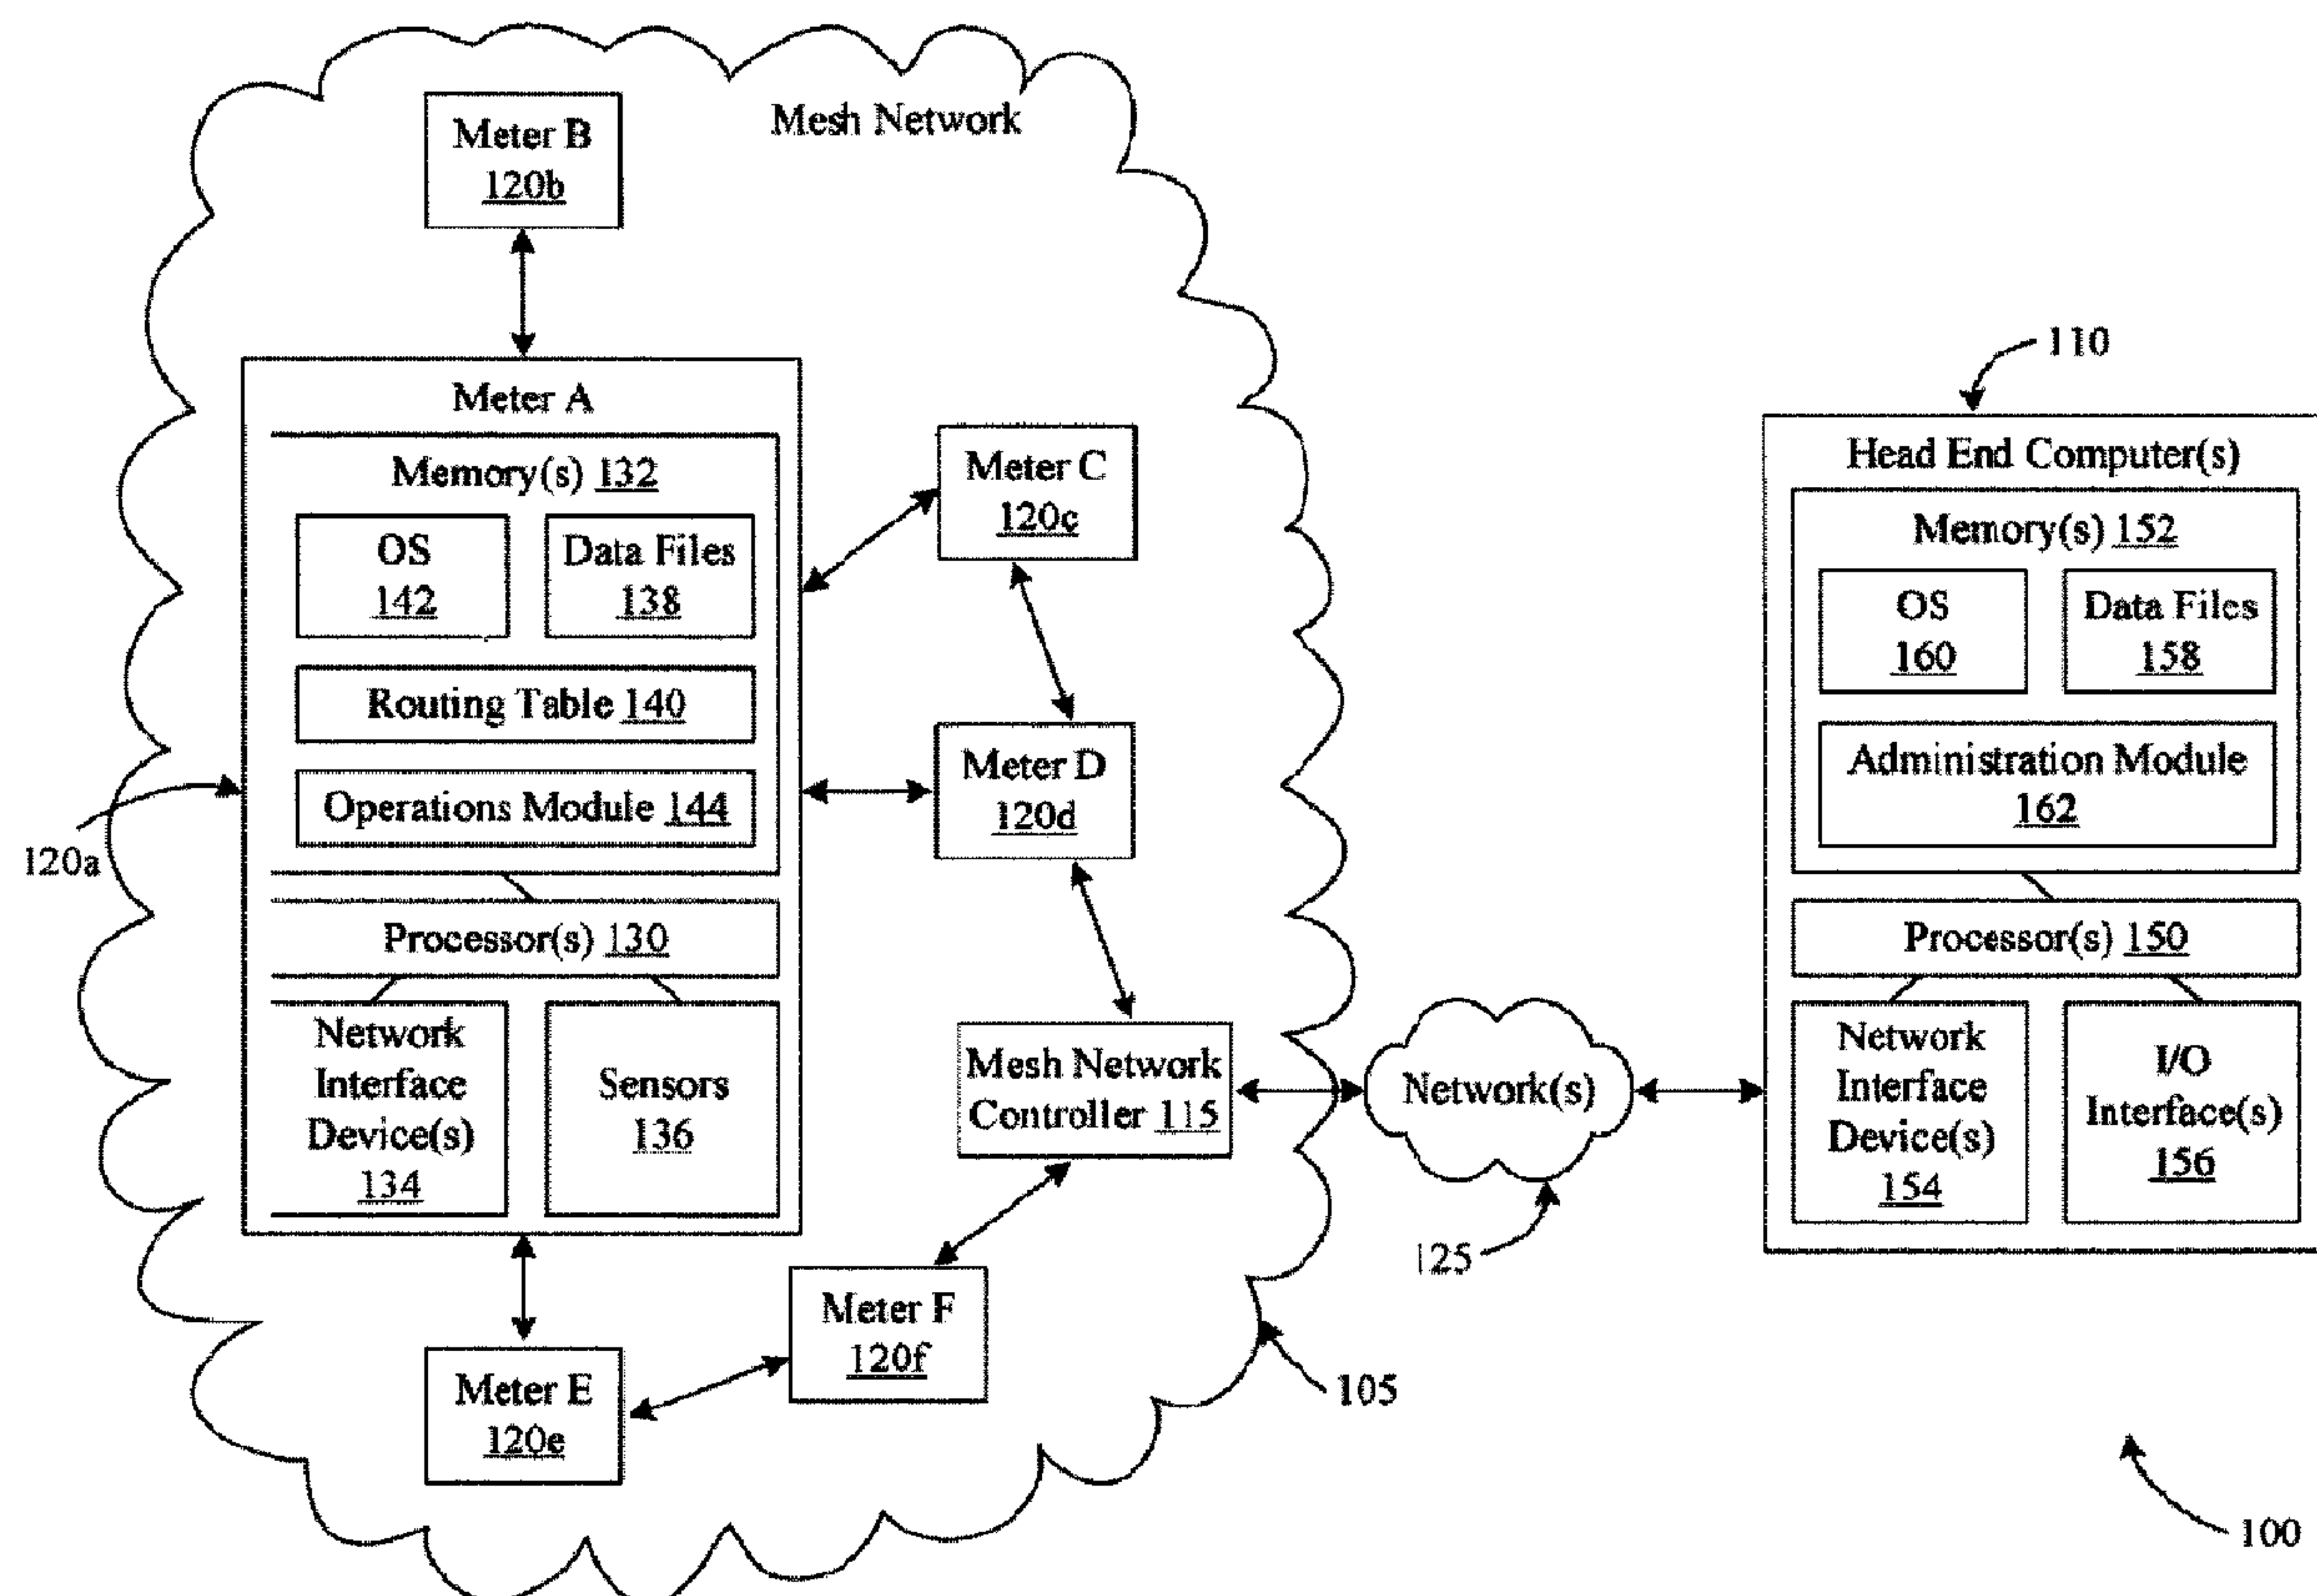 Mesh Network
Meter B
120b
Meter A
Memory(s) 132
OS
142
Data Files
138
Routing Table 140
Operations Module 144
Processor(s) 130
Network
Interface
Device(s)
134
Sensors
136
120a
Meter C
120c
Meter D
120d
Mesh Network
Controller 115
Meter F
120f
Meter E
120e
105
Network(s)
125
110
Head End Computer(s)
Memory(s) 152
OS
160
Data Files
158
Administration Module
162
Processor(s) 150
Network
Interface
Device(s)
154
I/O
Interface(s)
156
100